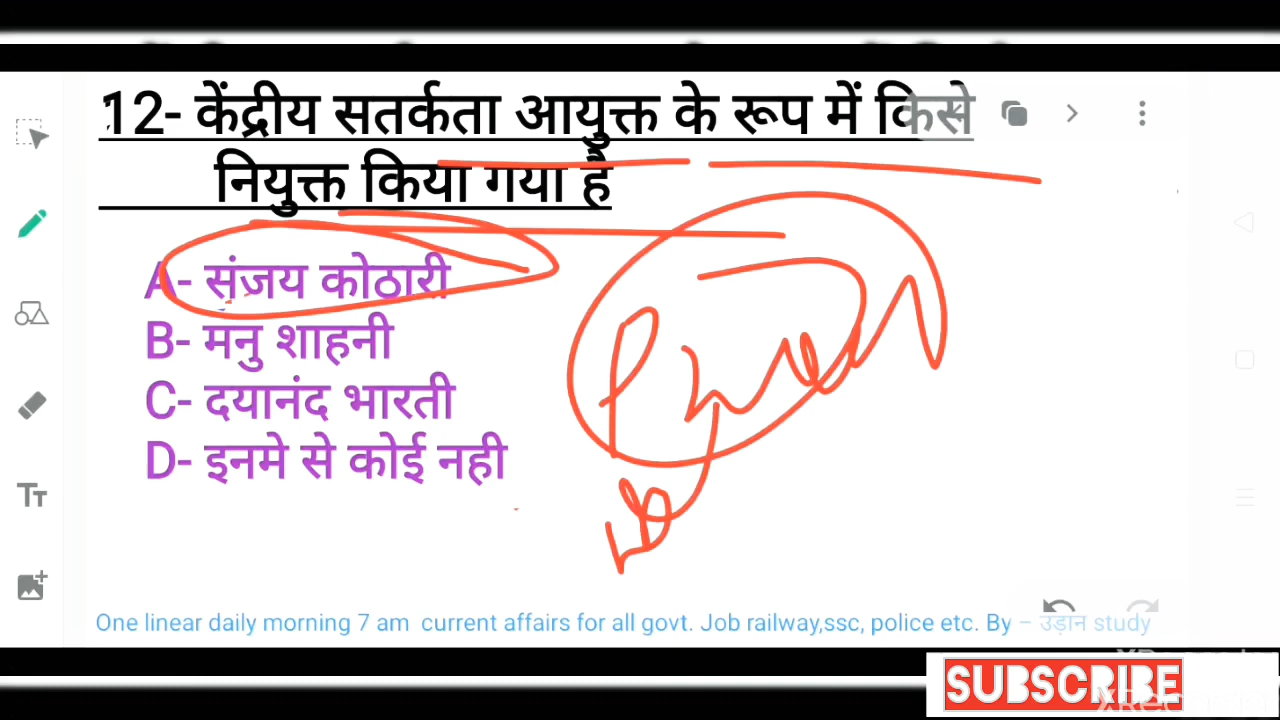 12- केंद्रीय सतर्कता आयुक्त के रूप में किसे
नियुक्त किया गया है
A- संजय कोठारी
B- मनु शाहनी
C- दयानंद भारती
D- इनमे से कोई नही
One linear daily morning 7 am current affairs for all govt. Job railway,ssc, police etc. By – उड़ान study
SUBSCRIBE